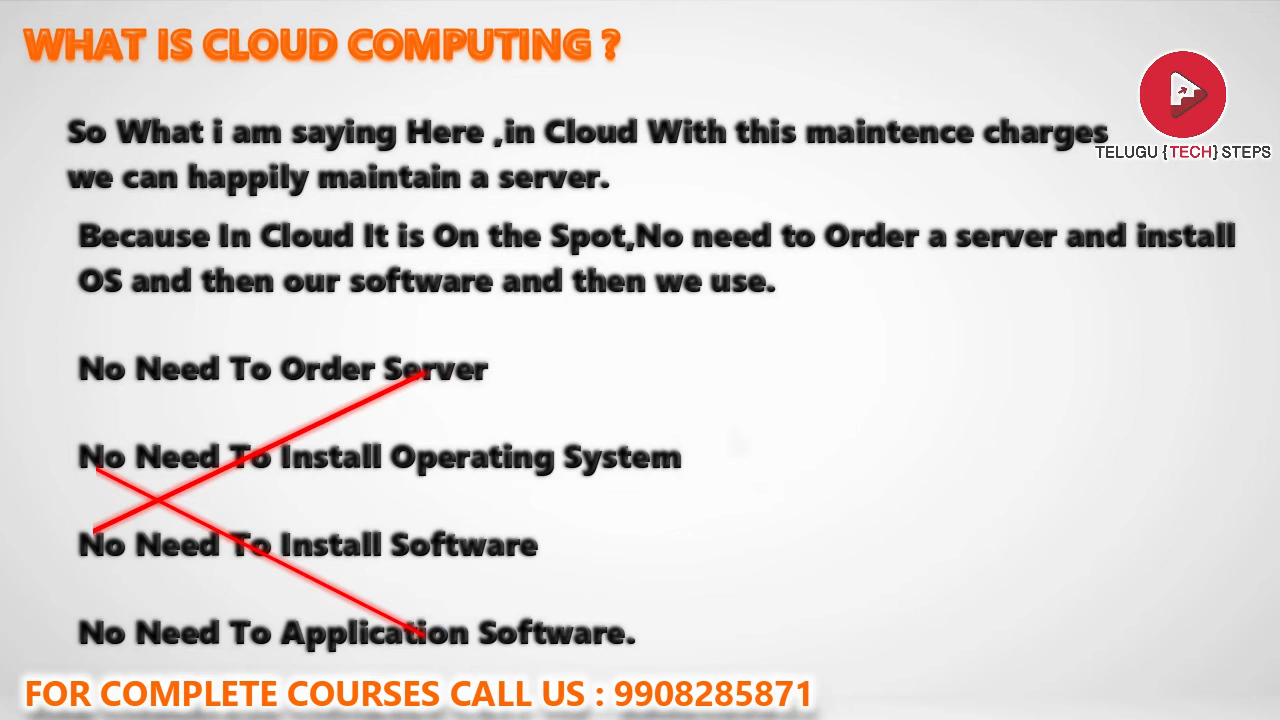 WHAT IS CLOUD COMPUTING ?
So What i am saying Here ,in Cloud With this maintence charges
we can happily maintain a server.
TELUGU {TECH} STEPS
Because In Cloud It is On the Spot,No need to Order a server and install
OS and then our software and then we use.
No Need To Order Server
No Need To Install Operating System
No Need To Install Software
No Need To Application Software.
FOR COMPLETE COURSES CALL US : 9908285871